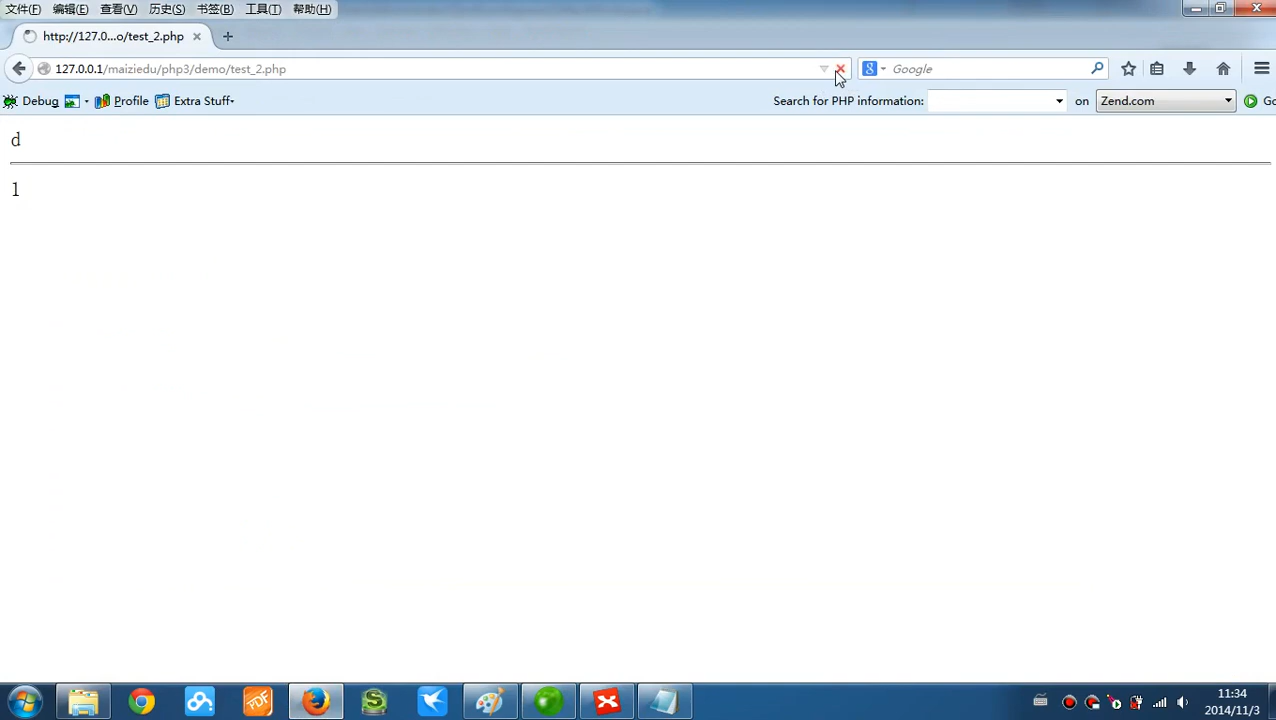 文件(F) 编辑(E) 查看(V) 历史(S) 书签(B) 工具(T) 帮助(H)
http://127.0...o/test_2.php
127.0.0.1/maiziedu/php3/demo/test_2.php
Google
Debug Profile Extra Stuff Search for PHP information: on Zend.com Go
d
1
PDF
S
11:34
2014/11/3